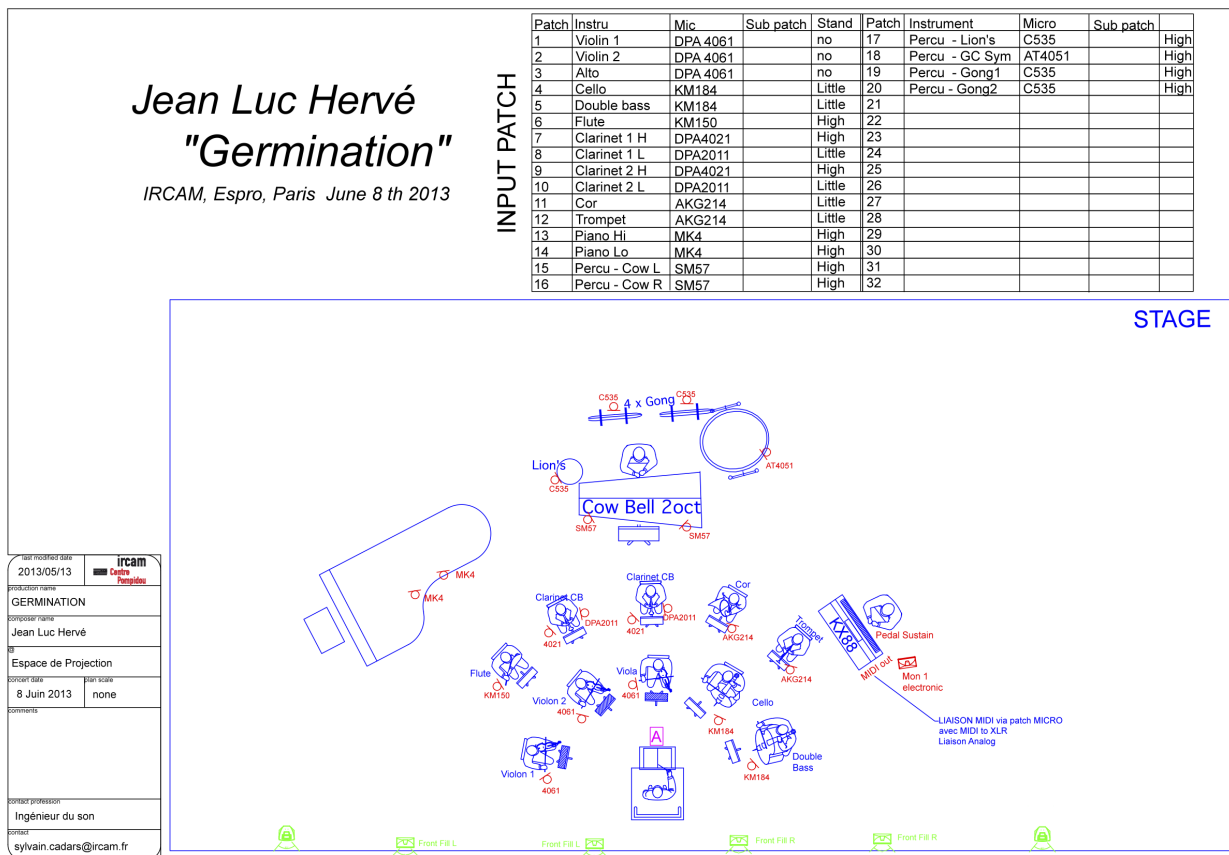 Jean Luc Hervé
"Germination"
IRCAM, Espro, Paris June 8 th 2013
INPUT PATCH
Patch Instru Mic Sub patch Stand Patch Instrument Micro Sub patch
1 Violin 1 DPA 4061 no 17 Percu - Lion's C535 High
2 Violin 2 DPA 4061 no 18 Percu - GC Sym AT4051 High
3 Alto DPA 4061 no 19 Percu - Gong1 C535 High
4 Cello KM184 Little 20 Percu - Gong2 C535 High
5 Double bass KM184 Little 21
6 Flute KM150 High 22
7 Clarinet 1 H DPA4021 High 23
8 Clarinet 1 L DPA2011 Little 24
9 Clarinet 2 H DPA4021 High 25
10 Clarinet 2 L DPA2011 Little 26
11 Cor AKG214 Little 27
12 Trompet AKG214 Little 28
13 Piano Hi MK4 High 29
14 Piano Lo MK4 High 30
15 Percu - Cow L SM57 High 31
16 Percu - Cow R SM57 High 32
STAGE
C535 4 x Gong C535
AT4051
Lion's
C535
Cow Bell 2oct
SM57 SM57
MK4
MK4
Clarinet CB
Clarinet CB
Cor
DPA2011
4021
DPA2011
4021
AKG214
Trompet
KX88
Pedal Sustain
MIDI out
Mon 1
electronic
Flute
KM150
Violon 2
4061
Viola
4061
AKG214
Cello
KM184
LIAISON MIDI via patch MICRO
avec MIDI to XLR
Liaison Analog
A
Violon 1
4061
Double
Bass
KM184
Front Fill L
Front Fill L
Front Fill R
Front Fill R
last modified date
2013/05/13
ircam
Centre
Pompidou
production name
GERMINATION
composer name
Jean Luc Hervé
@
Espace de Projection
concert date plan scale
8 Juin 2013 none
comments
contact profession
Ingénieur du son
contact
sylvain.cadars@ircam.fr